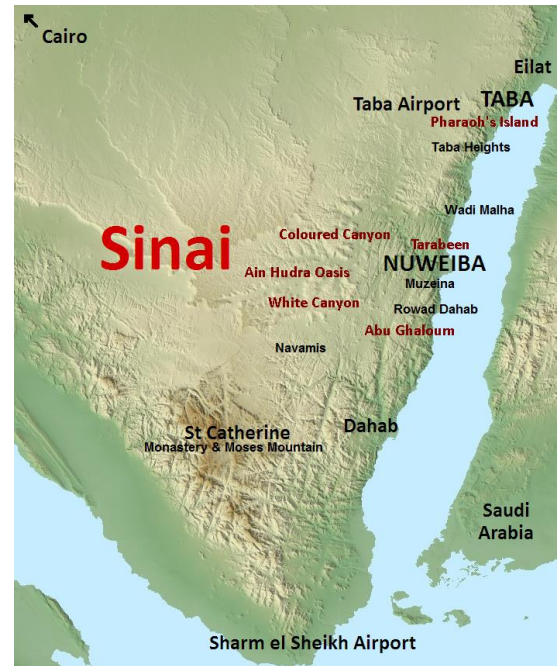 Cairo
Eilat
TABA
Taba Airport
Pharaoh's Island
Taba Heights
Wadi Malha
Sinai
Coloured Canyon
Tarabeen
NUWEIBA
Ain Hudra Oasis
Muzeina
White Canyon
Rowad Dahab
Abu Ghaloum
Navamis
Dahab
St Catherine
Monastery & Moses Mountain
Saudi
Arabia
Sharm el Sheikh Airport